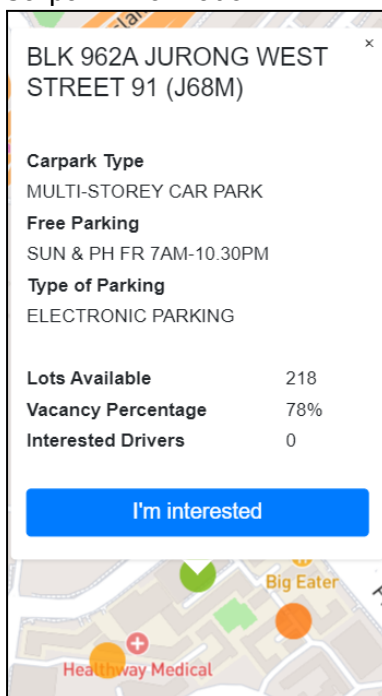 BLK 962A JURONG WEST
STREET 91 (J68M)
×
Carpark Type
MULTI-STOREY CAR PARK
Free Parking
SUN & PH FR 7AM-10.30PM
Type of Parking
ELECTRONIC PARKING
Lots Available 218
Vacancy Percentage 78%
Interested Drivers 0
I'm interested
Big Eater
Healthway Medical